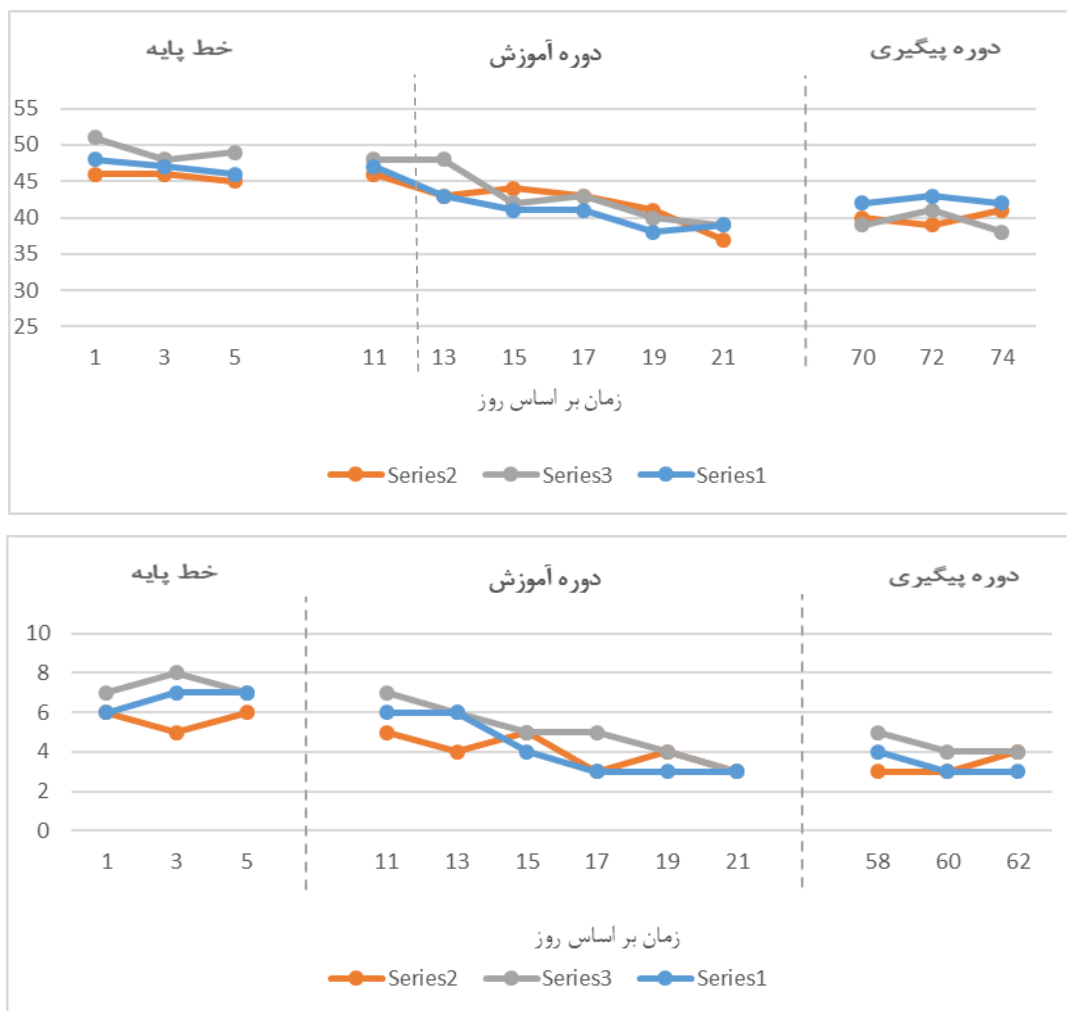 خط پایه دوره آموزش دوره پیگیری
55
50
45
40
35
30
25
1 3 5 11 13 15 17 19 21 70 72 74
زمان بر اساس روز
Series2 Series3 Series1
خط پایه دوره آموزش دوره پیگیری
10
8
6
4
2
0
1 3 5 11 13 15 17 19 21 58 60 62
زمان بر اساس روز
Series2 Series3 Series1